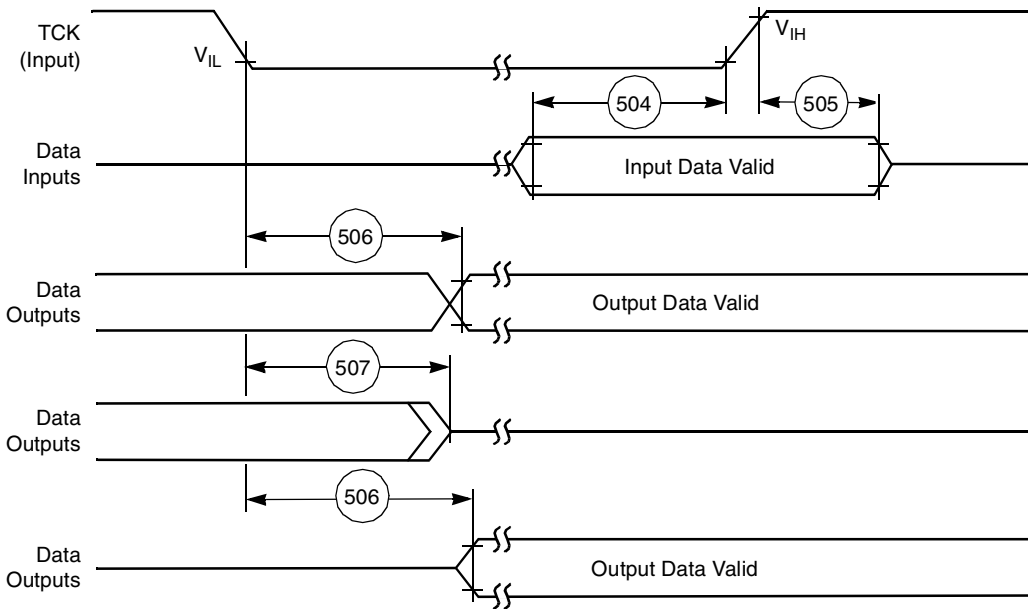 TCK
(Input)
VIL
VIH
504
505
Data
Inputs
Input Data Valid
506
Data
Outputs
Output Data Valid
507
Data
Outputs
506
Data
Outputs
Output Data Valid